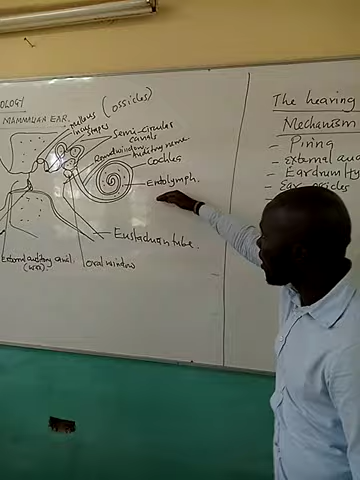 OLOGY
MAMMALIAN EAR.
Malleus
Incus
Stapes
(ossicles)
Semi-circular
canals
Round window
Auditory nerve
Cochlea
Endolymph.
Eustachian tube.
External auditory canal,
oval window
The hearing
Mechanism
- Pinna
- External aud
- Eardrum
- Ear ossicles